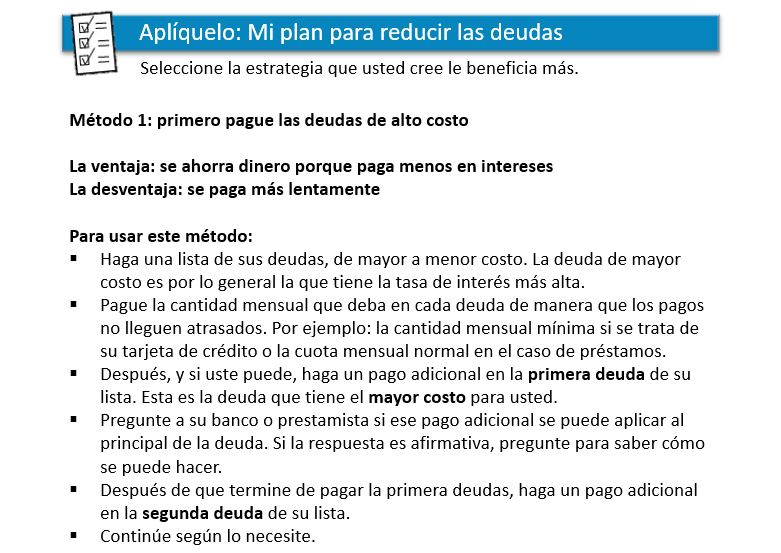 Aplíquelo: Mi plan para reducir las deudas
Seleccione la estrategia que usted cree le beneficia más.
Método 1: primero pague las deudas de alto costo
La ventaja: se ahorra dinero porque paga menos en intereses
La desventaja: se paga más lentamente
Para usar este método:
▪ Haga una lista de sus deudas, de mayor a menor costo. La deuda de mayor
costo es por lo general la que tiene la tasa de interés más alta.
▪ Pague la cantidad mensual que deba en cada deuda de manera que los pagos
no lleguen atrasados. Por ejemplo: la cantidad mensual mínima si se trata de
su tarjeta de crédito o la cuota mensual normal en el caso de préstamos.
▪ Después, y si uste puede, haga un pago adicional en la primera deuda de su
lista. Esta es la deuda que tiene el mayor costo para usted.
▪ Pregunte a su banco o prestamista si ese pago adicional se puede aplicar al
principal de la deuda. Si la respuesta es afirmativa, pregunte para saber cómo
se puede hacer.
▪ Después de que termine de pagar la primera deudas, haga un pago adicional
en la segunda deuda de su lista.
▪ Continúe según lo necesite.